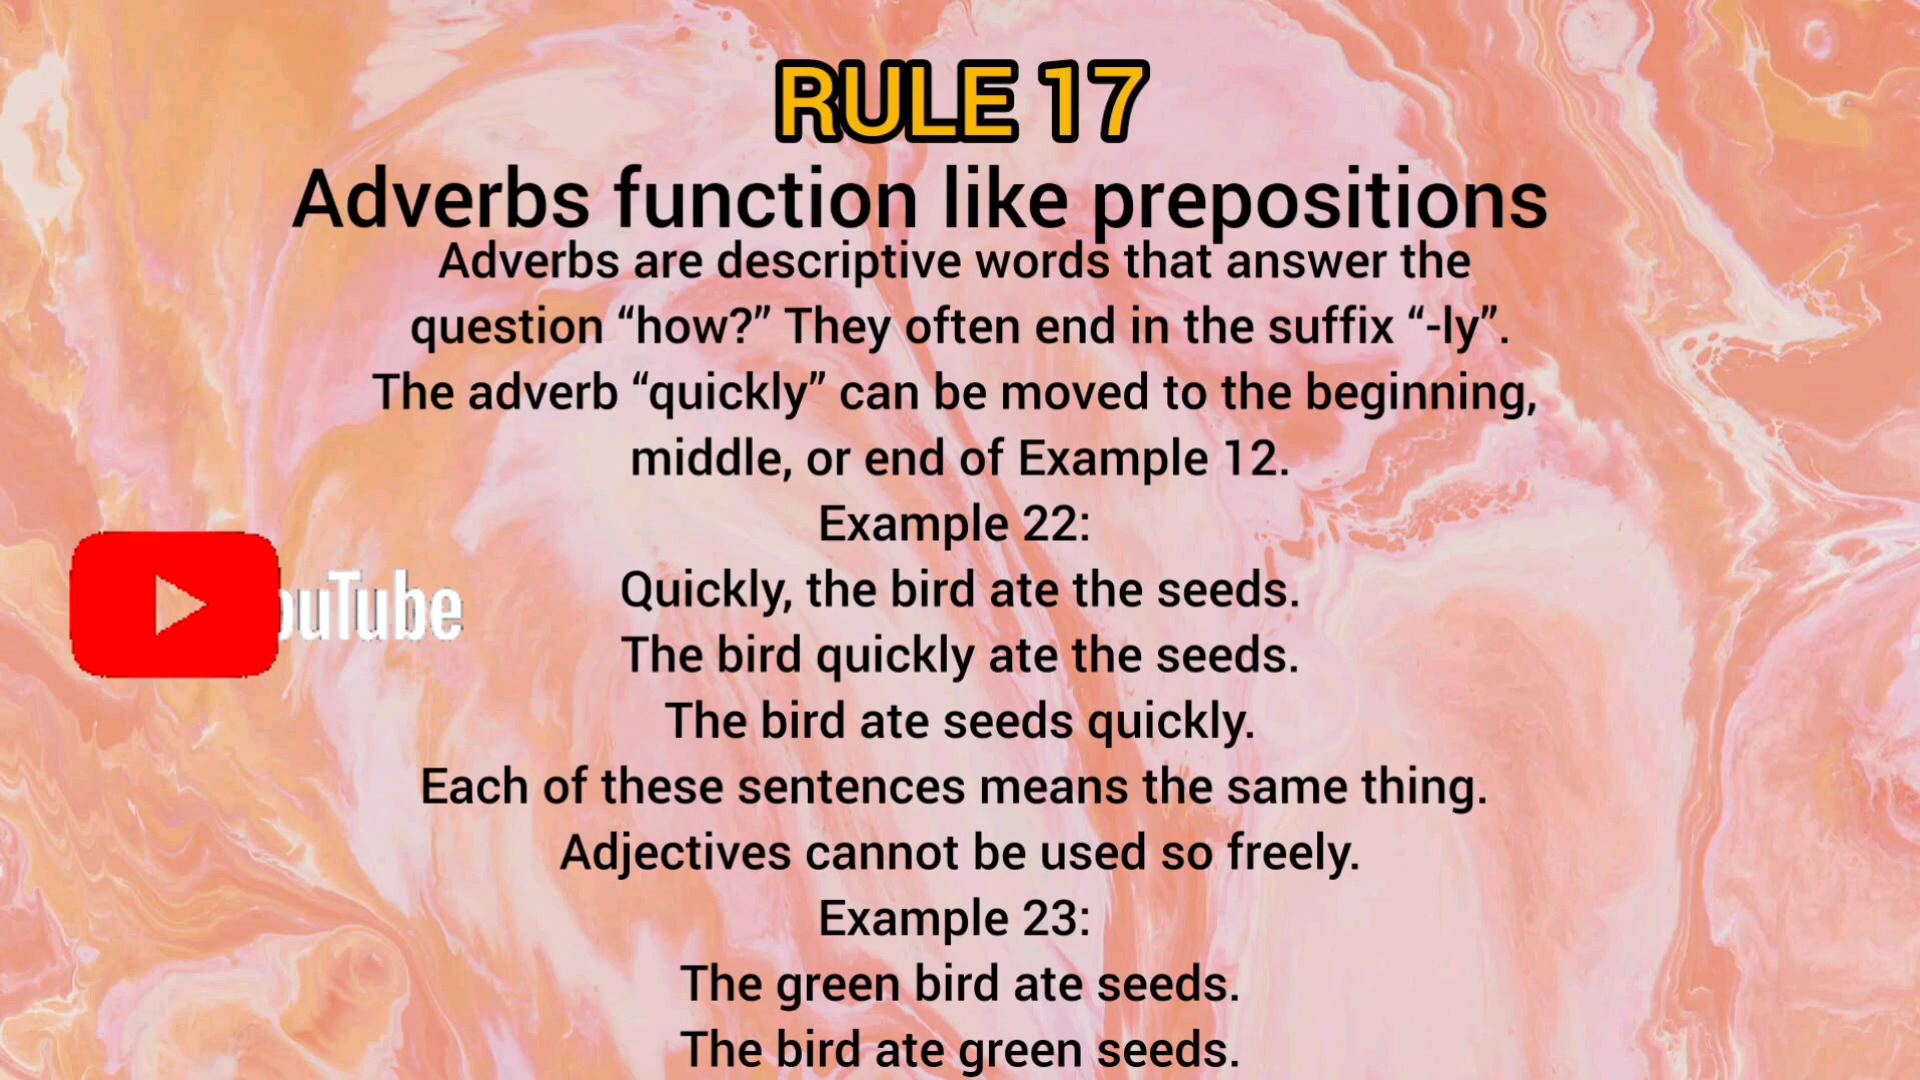 RULE 17
Adverbs function like prepositions
Adverbs are descriptive words that answer the
question “how?” They often end in the suffix “-ly”.
The adverb “quickly” can be moved to the beginning,
middle, or end of Example 12.
Example 22:
Quickly, the bird ate the seeds.
ouTube
The bird quickly ate the seeds.
The bird ate seeds quickly.
Each of these sentences means the same thing.
Adjectives cannot be used so freely.
Example 23:
The green bird ate seeds.
The bird ate green seeds.